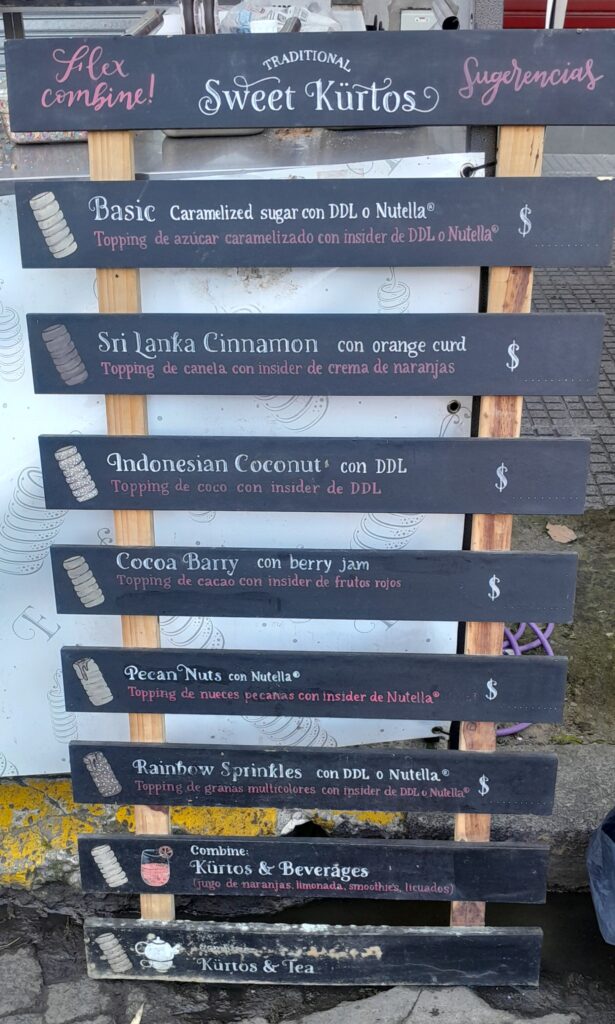 Flex combine!
TRADITIONAL
Sweet Kürtos
Sugerencias
Basic Caramelized sugar con DDL o Nutella®
$
Topping de azúcar caramelizado con insider de DDL o Nutella®
Sri Lanka Cinnamon con orange curd
$
Topping de canela con insider de crema de naranjas
Indonesian Coconut con DDL
$
Topping de coco con insider de DDL
Cocoa Barry con berry jam
$
Topping de cacao con insider de frutos rojos
Pecan Nuts con Nutella®
$
Topping de nueces pecanas con insider de Nutella®
Rainbow Sprinkles con DDL o Nutella®
$
Topping de granas multicolores con insider de DDL o Nutella®
Combine:
Kürtos & Beverages
(jugo de naranjas, limonada, smoothies, licuados)
Kürtos & Tea